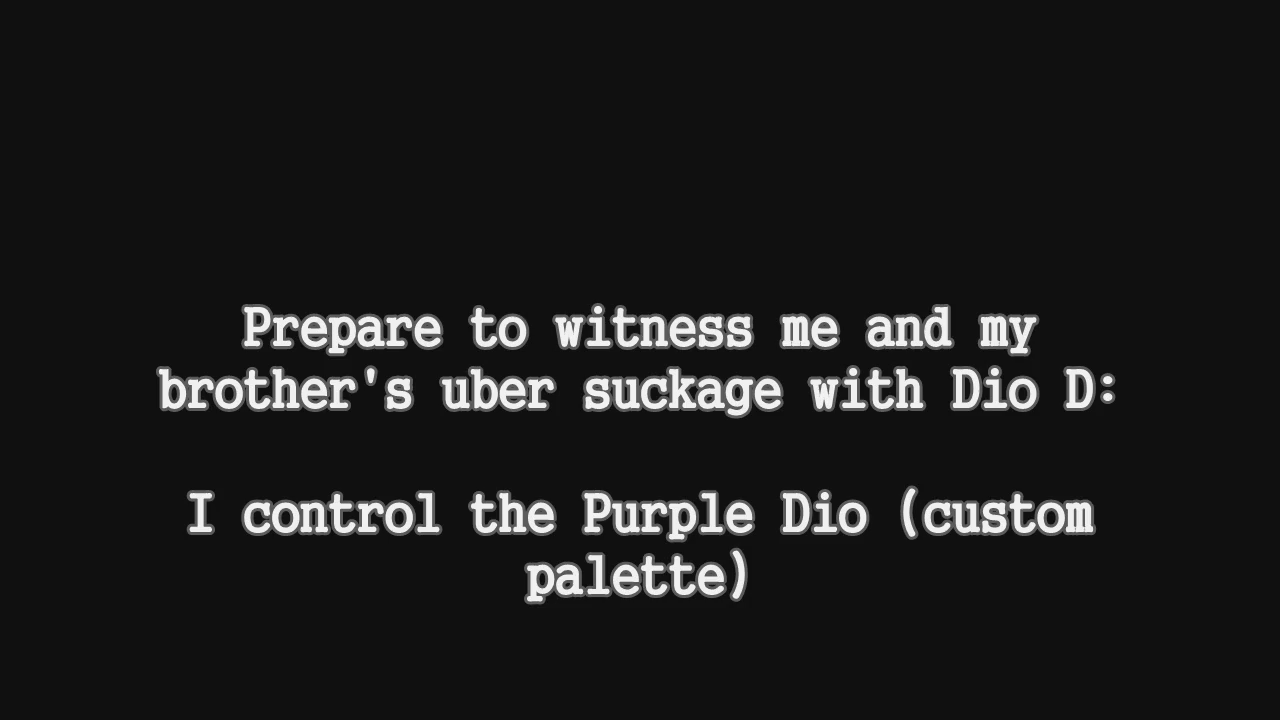 Prepare to witness me and my
brother's uber suckage with Dio D:
I control the Purple Dio (custom
palette)